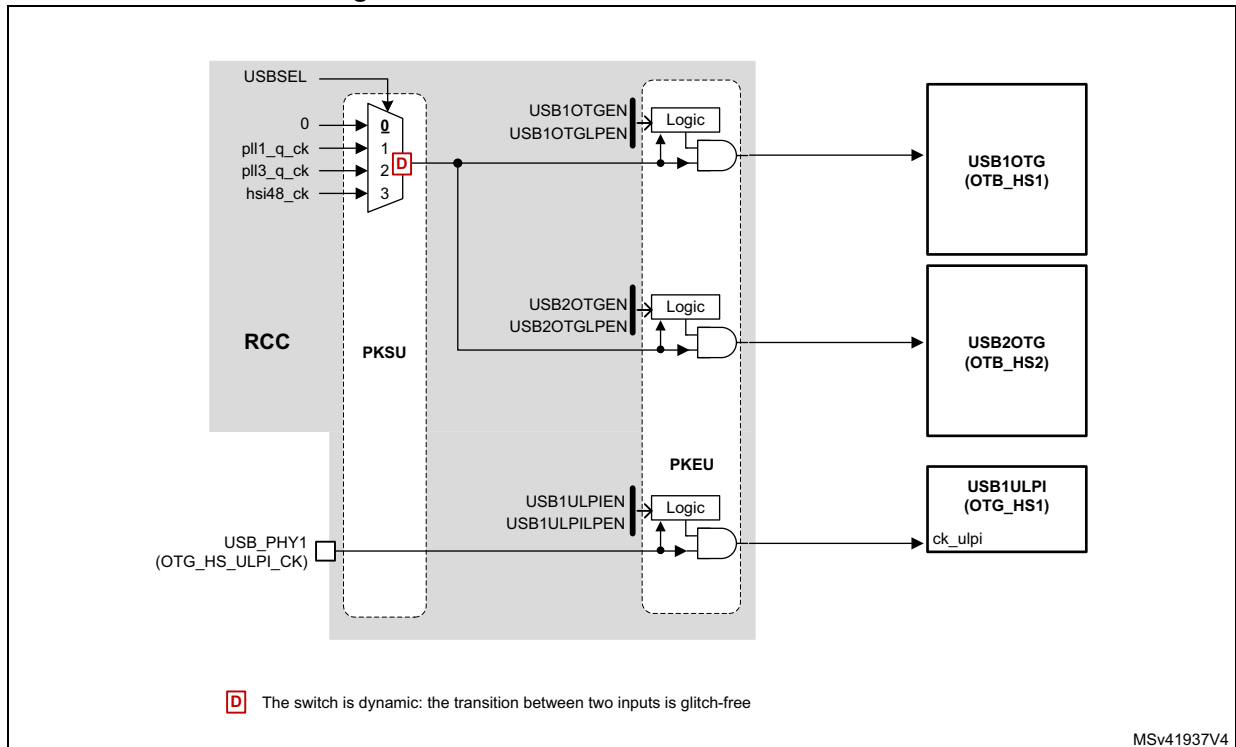 USBSEL
0
pll1_q_ck
pll3_q_ck
hsi48_ck
0
1
2
3
D
USB1OTGEN
USB1OTGLPEN
Logic
USB1OTG
(OTB_HS1)
USB2OTGEN
USB2OTGLPEN
Logic
USB2OTG
(OTB_HS2)
RCC
PKSU
PKEU
USB1ULPIEN
USB1ULPILPEN
Logic
USB1ULPI
(OTG_HS1)
ck_ulpi
USB_PHY1
(OTG_HS_ULPI_CK)
D The switch is dynamic: the transition between two inputs is glitch-free
MSv41937V4